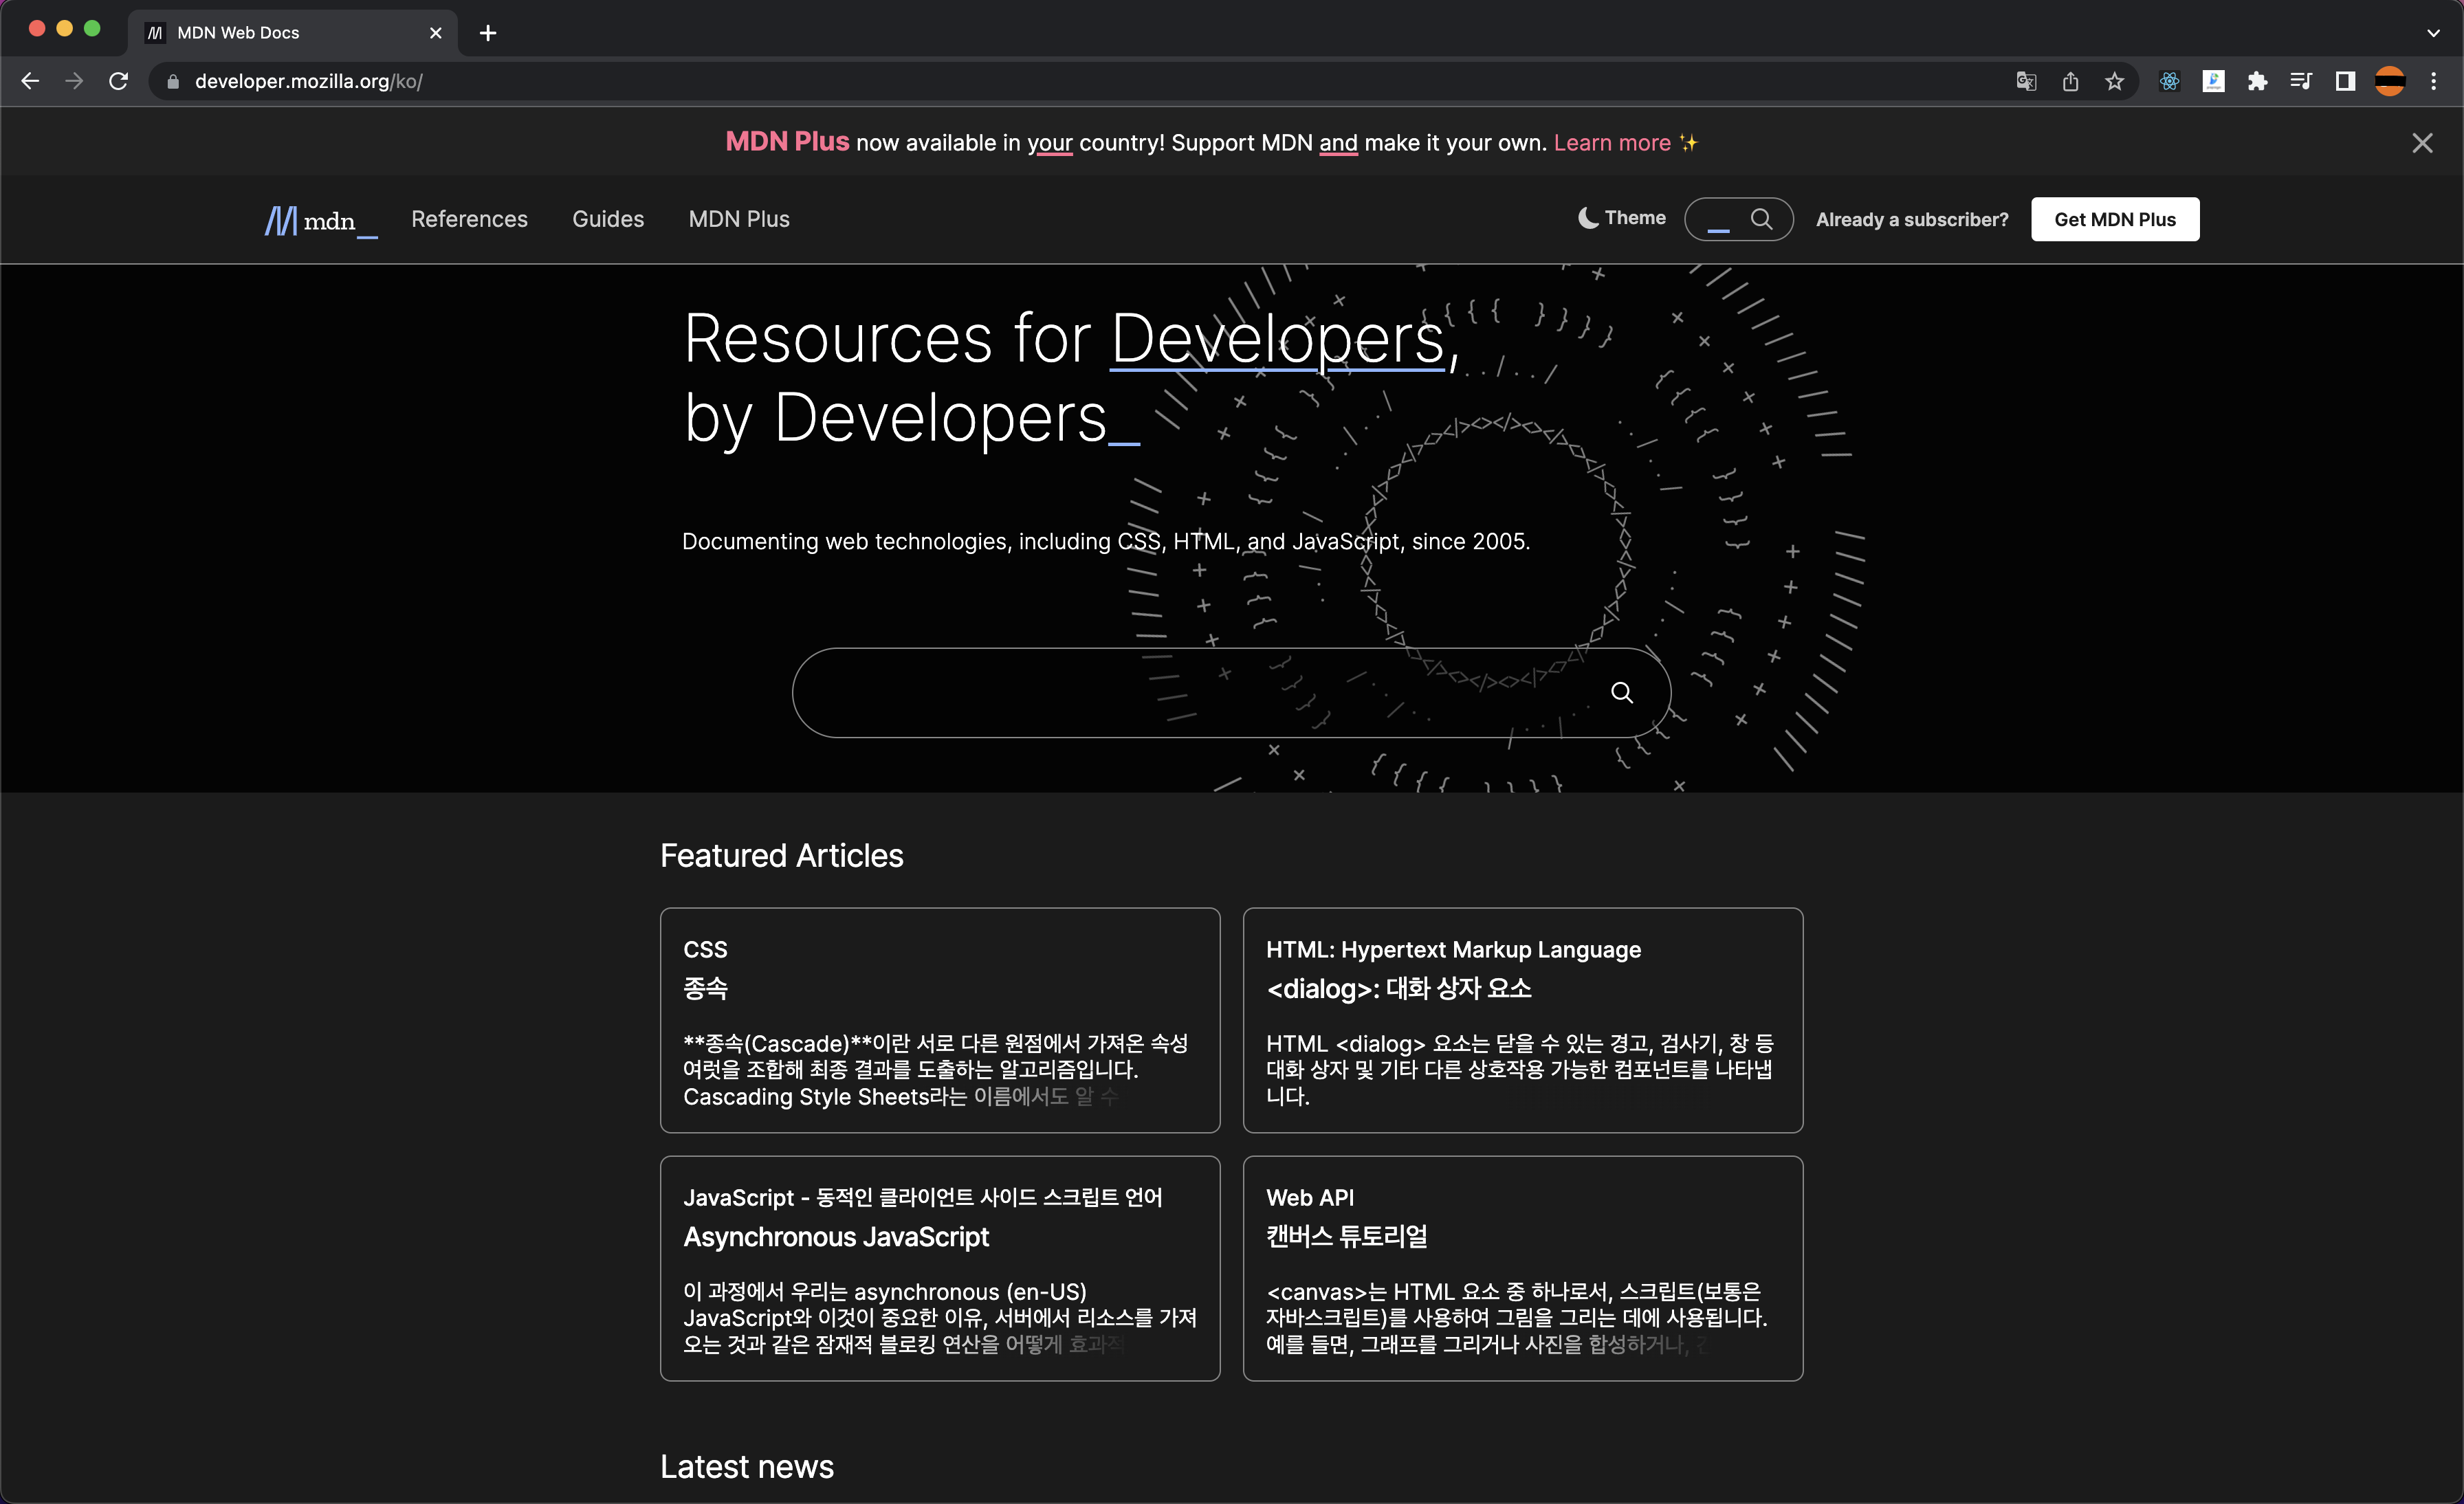 MDN Web Docs
developer.mozilla.org/ko/
MDN Plus now available in your country! Support MDN and make it your own. Learn more ✨
mdn_
References
Guides
MDN Plus
Theme
Already a subscriber?
Get MDN Plus
Resources for Developers,
by Developers_
Documenting web technologies, including CSS, HTML, and JavaScript, since 2005.
Featured Articles
CSS
종속
**종속(Cascade)**이란 서로 다른 원점에서 가져온 속성
여럿을 조합해 최종 결과를 도출하는 알고리즘입니다.
Cascading Style Sheets라는 이름에서도 알 수
HTML: Hypertext Markup Language
<dialog>: 대화 상자 요소
HTML <dialog> 요소는 닫을 수 있는 경고, 검사기, 창 등
대화 상자 및 기타 다른 상호작용 가능한 컴포넌트를 나타냅
니다.
JavaScript - 동적인 클라이언트 사이드 스크립트 언어
Asynchronous JavaScript
이 과정에서 우리는 asynchronous (en-US)
JavaScript와 이것이 중요한 이유, 서버에서 리소스를 가져
오는 것과 같은 잠재적 블로킹 연산을 어떻게 효과적
Web API
캔버스 튜토리얼
<canvas>는 HTML 요소 중 하나로서, 스크립트(보통은
자바스크립트)를 사용하여 그림을 그리는 데에 사용됩니다.
예를 들면, 그래프를 그리거나 사진을 합성하거나,
Latest news